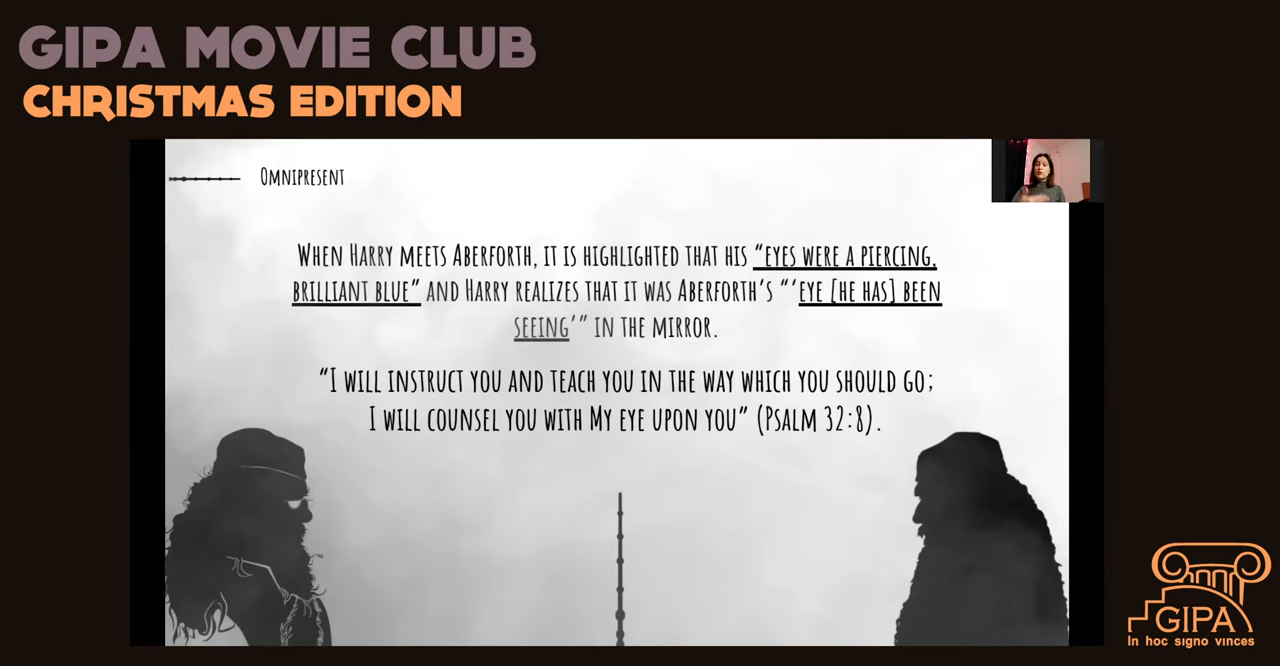 GIPA MOVIE CLUB
CHRISTMAS EDITION
OMNIPRESENT
WHEN HARRY MEETS ABERFORTH, IT IS HIGHLIGHTED THAT HIS “EYES WERE A PIERCING,
BRILLIANT BLUE” AND HARRY REALIZES THAT IT WAS ABERFORTH’S “‘EYE [HE HAS] BEEN
SEEING’” IN THE MIRROR.
“I WILL INSTRUCT YOU AND TEACH YOU IN THE WAY WHICH YOU SHOULD GO;
I WILL COUNSEL YOU WITH MY EYE UPON YOU” (PSALM 32:8).
GIPA
In hoc signo vinces